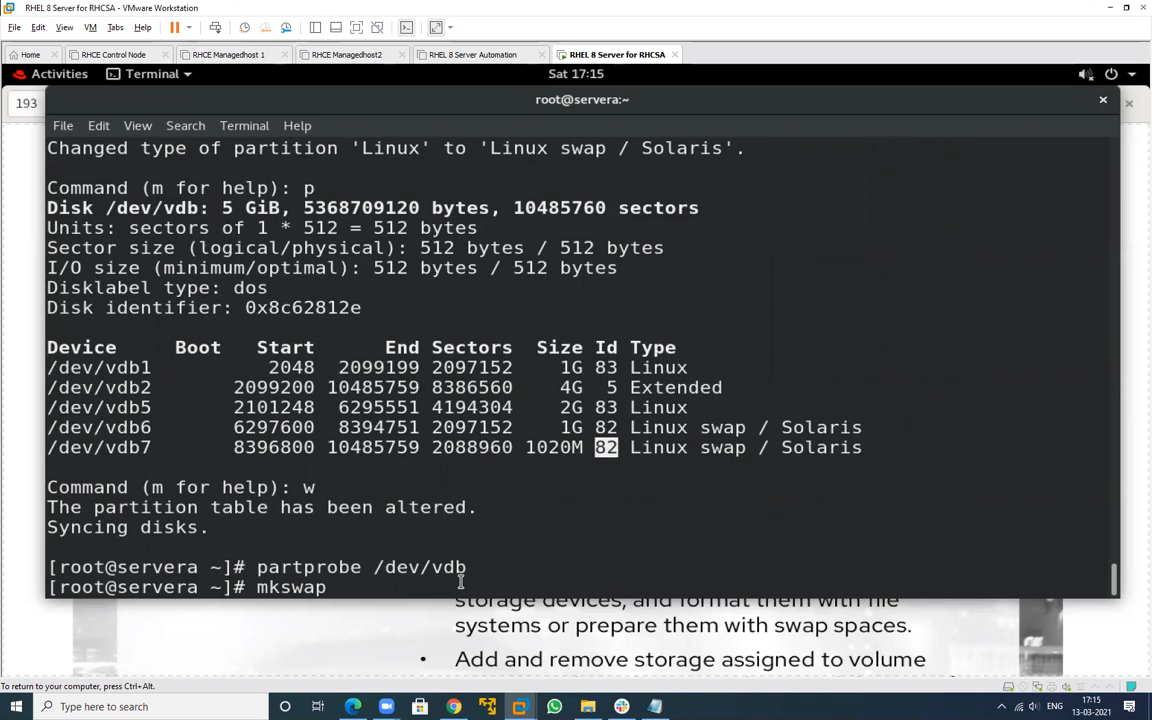 RHEL 8 Server for RHCSA - VMware Workstation
File Edit View VM Tabs Help
Home RHCE Control Node RHCE Managedhost 1 RHCE Managedhost2 RHEL 8 Server Automation RHEL 8 Server for RHCSA
Activities Terminal Sat 17:15
193 root@servera:~
File Edit View Search Terminal Help
Changed type of partition 'Linux' to 'Linux swap / Solaris'.
Command (m for help): p
Disk /dev/vdb: 5 GiB, 5368709120 bytes, 10485760 sectors
Units: sectors of 1 * 512 = 512 bytes
Sector size (logical/physical): 512 bytes / 512 bytes
I/O size (minimum/optimal): 512 bytes / 512 bytes
Disklabel type: dos
Disk identifier: 0x8c62812e
Device Boot Start End Sectors Size Id Type
/dev/vdb1 2048 2099199 2097152 1G 83 Linux
/dev/vdb2 2099200 10485759 8386560 4G 5 Extended
/dev/vdb5 2101248 6295551 4194304 2G 83 Linux
/dev/vdb6 6297600 8394751 2097152 1G 82 Linux swap / Solaris
/dev/vdb7 8396800 10485759 2088960 1020M 82 Linux swap / Solaris
Command (m for help): w
The partition table has been altered.
Syncing disks.
[root@servera ~]# partprobe /dev/vdb
[root@servera ~]# mkswap
storage devices, and format them with file
systems or prepare them with swap spaces.
• Add and remove storage assigned to volume
To return to your computer, press Ctrl+Alt.
Type here to search
ENG 17:15
13-03-2021